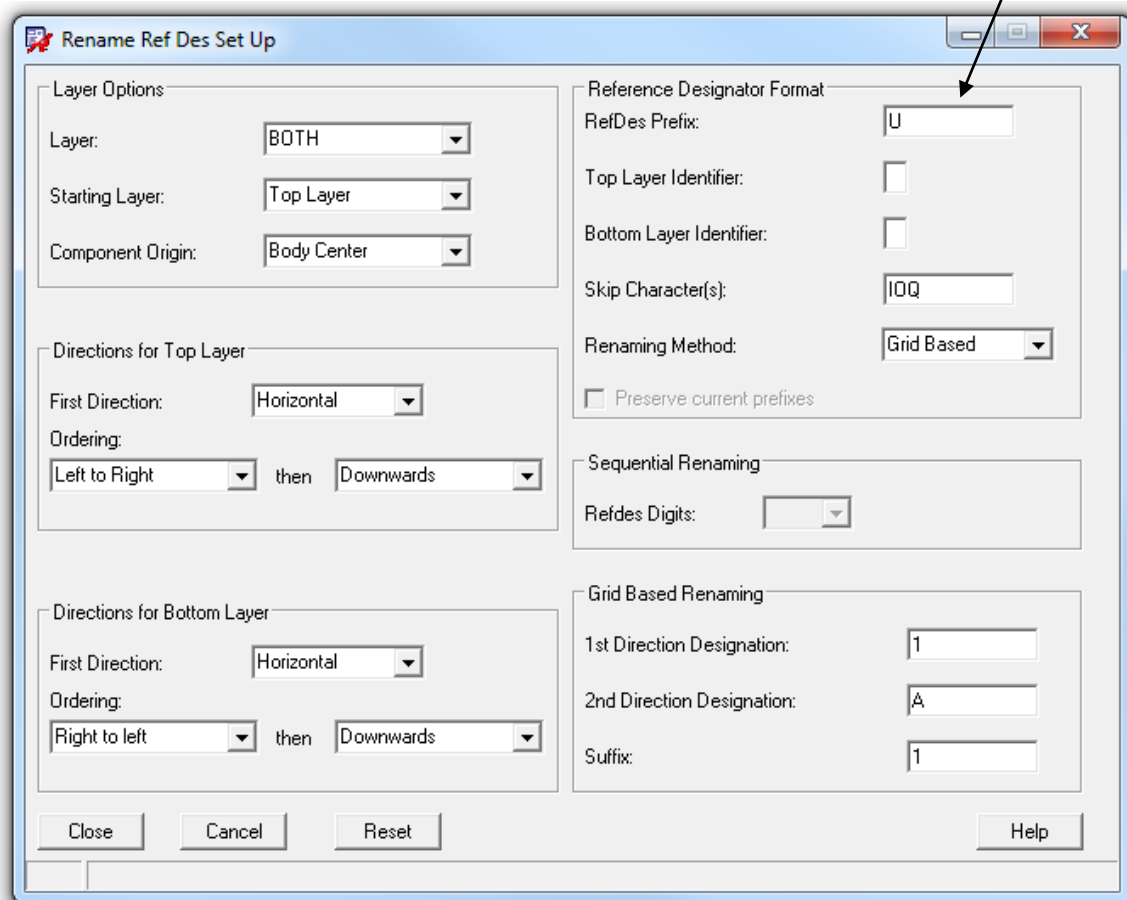 Rename Ref Des Set Up
Layer Options
Layer: BOTH
Starting Layer: Top Layer
Component Origin: Body Center
Directions for Top Layer
First Direction: Horizontal
Ordering:
Left to Right then Downwards
Directions for Bottom Layer
First Direction: Horizontal
Ordering:
Right to left then Downwards
Reference Designator Format
RefDes Prefix: U
Top Layer Identifier:
Bottom Layer Identifier:
Skip Character(s): IOQ
Renaming Method: Grid Based
Preserve current prefixes
Sequential Renaming
Refdes Digits:
Grid Based Renaming
1st Direction Designation: 1
2nd Direction Designation: A
Suffix: 1
Close Cancel Reset Help